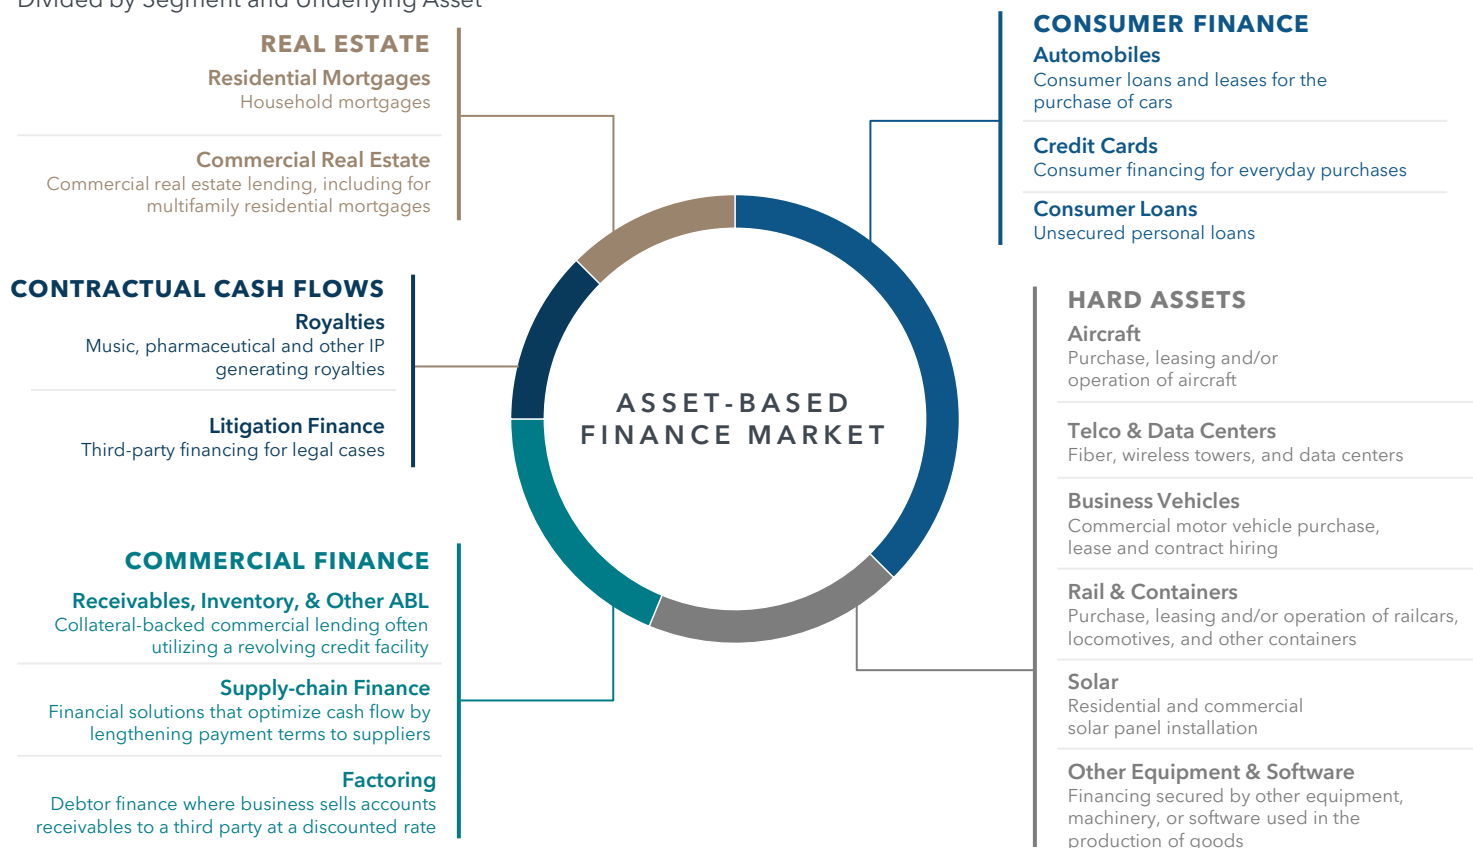 Divided by Segment and Underlying Asset
REAL ESTATE
Residential Mortgages
Household mortgages
Commercial Real Estate
Commercial real estate lending, including for
multifamily residential mortgages
CONTRACTUAL CASH FLOWS
Royalties
Music, pharmaceutical and other IP
generating royalties
Litigation Finance
Third-party financing for legal cases
COMMERCIAL FINANCE
Receivables, Inventory, & Other ABL
Collateral-backed commercial lending often
utilizing a revolving credit facility
Supply-chain Finance
Financial solutions that optimize cash flow by
lengthening payment terms to suppliers
Factoring
Debtor finance where business sells accounts
receivables to a third party at a discounted rate
ASSET-BASED
FINANCE MARKET
CONSUMER FINANCE
Automobiles
Consumer loans and leases for the
purchase of cars
Credit Cards
Consumer financing for everyday purchases
Consumer Loans
Unsecured personal loans
HARD ASSETS
Aircraft
Purchase, leasing and/or
operation of aircraft
Telco & Data Centers
Fiber, wireless towers, and data centers
Business Vehicles
Commercial motor vehicle purchase,
lease and contract hiring
Rail & Containers
Purchase, leasing and/or operation of railcars,
locomotives, and other containers
Solar
Residential and commercial
solar panel installation
Other Equipment & Software
Financing secured by other equipment,
machinery, or software used in the
production of goods